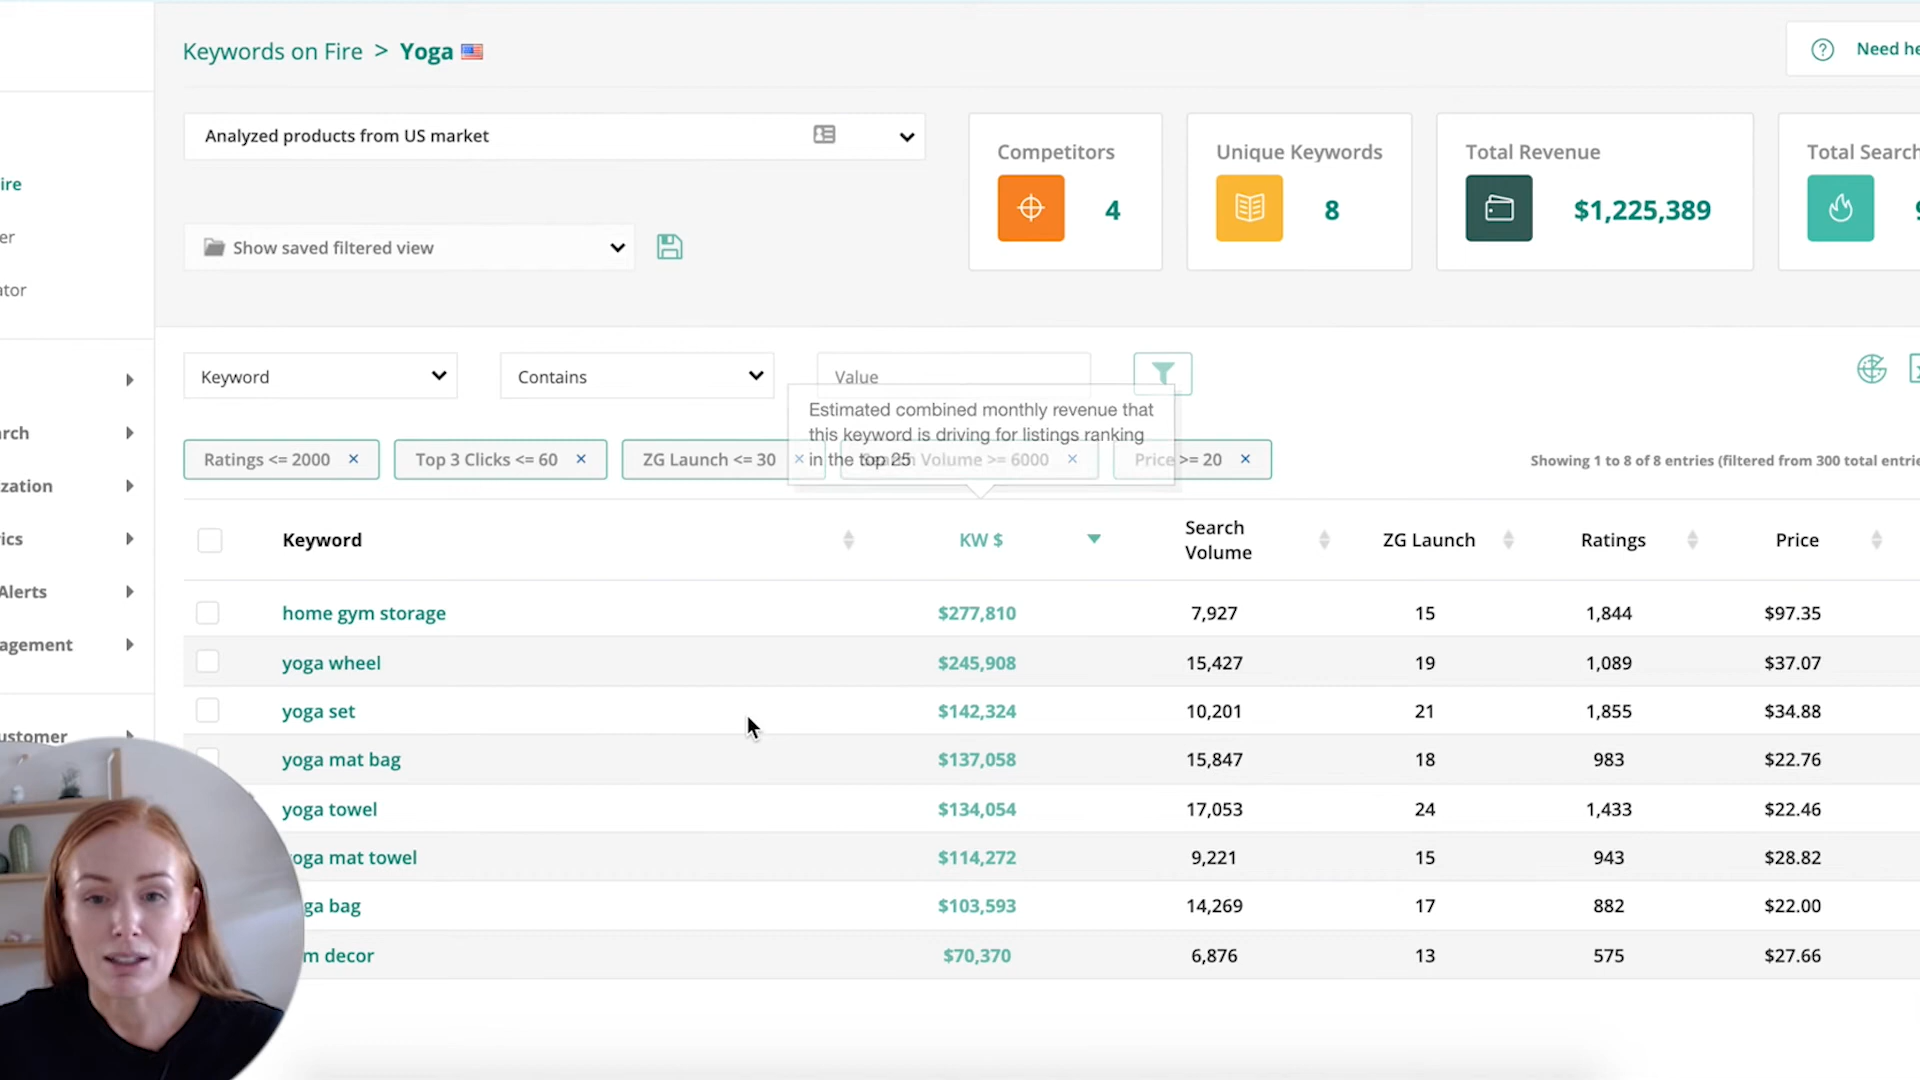 Keywords on Fire > Yoga
Need he
Analyzed products from US market
Competitors
4
Unique Keywords
8
Total Revenue
$1,225,389
Total Search
ire
er
ator
Show saved filtered view
Keyword
Contains
Value
Estimated combined monthly revenue that
this keyword is driving for listings ranking
in the top 25
Ratings <= 2000 ×
Top 3 Clicks <= 60 ×
ZG Launch <= 30 ×
Volume >= 6000 ×
Price >= 20 ×
Showing 1 to 8 of 8 entries (filtered from 300 total entrie
rch
zation
ics
Alerts
agement
ustomer
Keyword KW $ Search Volume ZG Launch Ratings Price
home gym storage $277,810 7,927 15 1,844 $97.35
yoga wheel $245,908 15,427 19 1,089 $37.07
yoga set $142,324 10,201 21 1,855 $34.88
yoga mat bag $137,058 15,847 18 983 $22.76
yoga towel $134,054 17,053 24 1,433 $22.46
oga mat towel $114,272 9,221 15 943 $28.82
ga bag $103,593 14,269 17 882 $22.00
m decor $70,370 6,876 13 575 $27.66